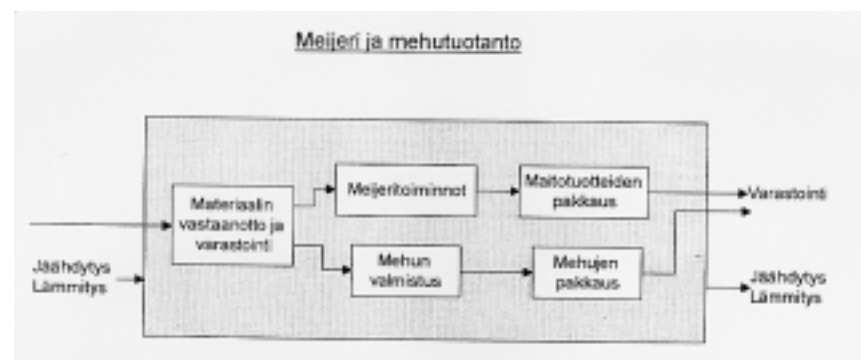 Meijeri ja mehutuotanto
Materiaalin
vastaanotto ja
varastointi
Meijeritoiminnot
Maitotuotteiden
pakkaus
Varastointi
Mehun
valmistus
Mehujen
pakkaus
Jäähdytys
Lämmitys
Jäähdytys
Lämmitys